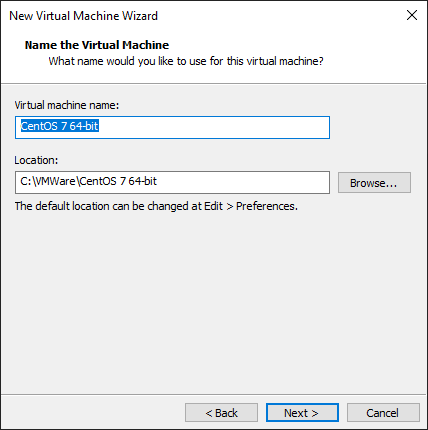 New Virtual Machine Wizard
Name the Virtual Machine
What name would you like to use for this virtual machine?
Virtual machine name:
CentOS 7 64-bit
Location:
C:\VMWare\CentOS 7 64-bit
Browse...
The default location can be changed at Edit > Preferences.
< Back
Next >
Cancel